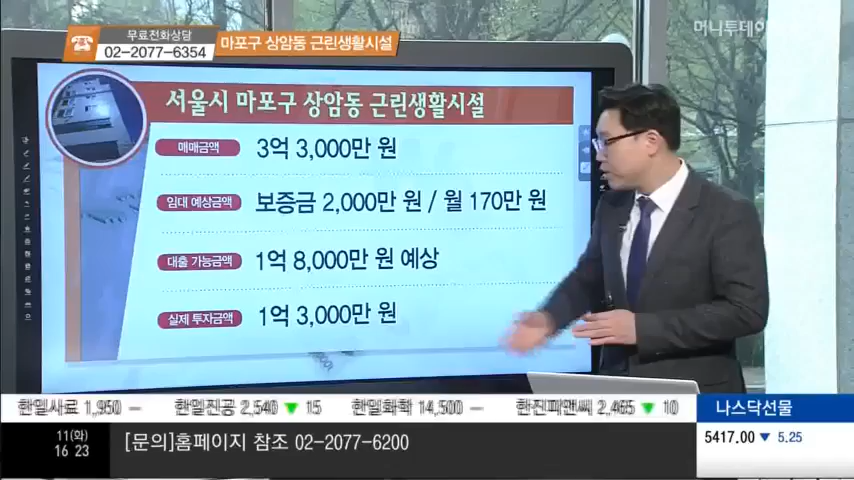 무료전화상담
02-2077-6354
마포구 상암동 근린생활시설
머니투데이
서울시 마포구 상암동 근린생활시설
매매금액 3억 3,000만 원
임대 예상금액 보증금 2,000만 원 / 월 170만 원
대출 가능금액 1억 8,000만 원 예상
실제 투자금액 1억 3,000만 원
한일사료 1,950 – 한일진공 2,540 ▼ 15 한일화학 14,500 – 한진피앤씨 2,465 ▼ 10
나스닥선물
5417.00 ▼ 5.25
11(화)
16 23
[문의]홈페이지 참조 02-2077-6200